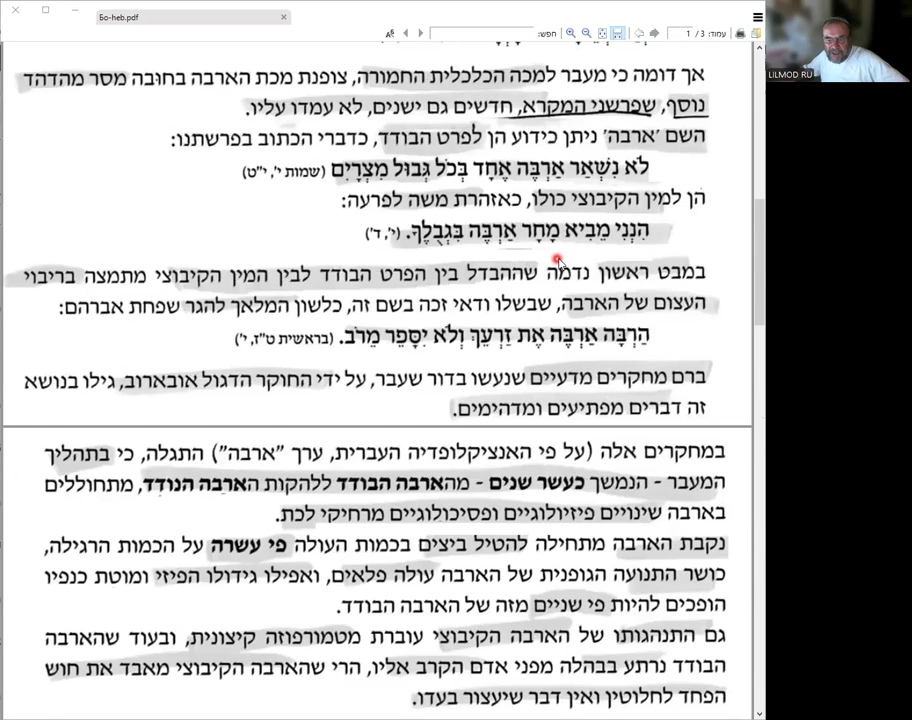 Бо-heb.pdf
עמוד: 3 / 1
חפש:
LILMOD RU
אך דומה כי מעבר למכה הכלכלית החמורה, צופנת מכת הארבה בחובה מסר מהדהד
נוסף, שפרשני המקרא, חדשים גם ישנים, לא עמדו עליו.
השם 'ארבה' ניתן כידוע הן לפרט הבודד, כדברי הכתוב בפרשתנו:
לֹא נִשְׁאַר אַרְבֶּה אֶחָד בְּכֹל גְּבוּל מִצְרָיִם (שמות י', י"ט)
הן למין הקיבוצי כולו, כאזהרת משה לפרעה:
הִנְנִי מֵבִיא מָחָר אַרְבֶּה בִּגְבֻלֶךָ. (י', ד')
במבט ראשון נדמה שההבדל בין הפרט הבודד לבין המין הקיבוצי מתמצה בריבוי
העצום של הארבה, שבשלו ודאי זכה בשם זה, כלשון המלאך להגר שפחת אברהם:
הַרְבָּה אַרְבֶּה אֶת זַרְעֵךְ וְלֹא יִסָּפֵר מֵרֹב. (בראשית ט"ז, י')
ברם מחקרים מדעיים שנעשו בדור שעבר, על ידי החוקר הדגול אובארוב, גילו בנושא
זה דברים מפתיעים ומדהימים.
במחקרים אלה (על פי האנציקלופדיה העברית, ערך "ארבה") התגלה, כי בתהליך
המעבר - הנמשך כעשר שנים - מהארבה הבודד ללהקות הארבה הנודד, מתחוללים
בארבה שינויים פיזיולוגיים ופסיכולוגיים מרחיקי לכת.
נקבת הארבה מתחילה להטיל ביצים בכמות העולה פי עשרה על הכמות הרגילה,
כושר התנועה הגופנית של הארבה עולה פלאים, ואפילו גידולו הפיזי ומוטת כנפיו
הופכים להיות פי שניים מזה של הארבה הבודד.
גם התנהגותו של הארבה הקיבוצי עוברת מטמורפוזה קיצונית, ובעוד שהארבה
הבודד נרתע בבהלה מפני אדם הקרב אליו, הרי שהארבה הקיבוצי מאבד את חוש
הפחד לחלוטין ואין דבר שיעצור בעדו.